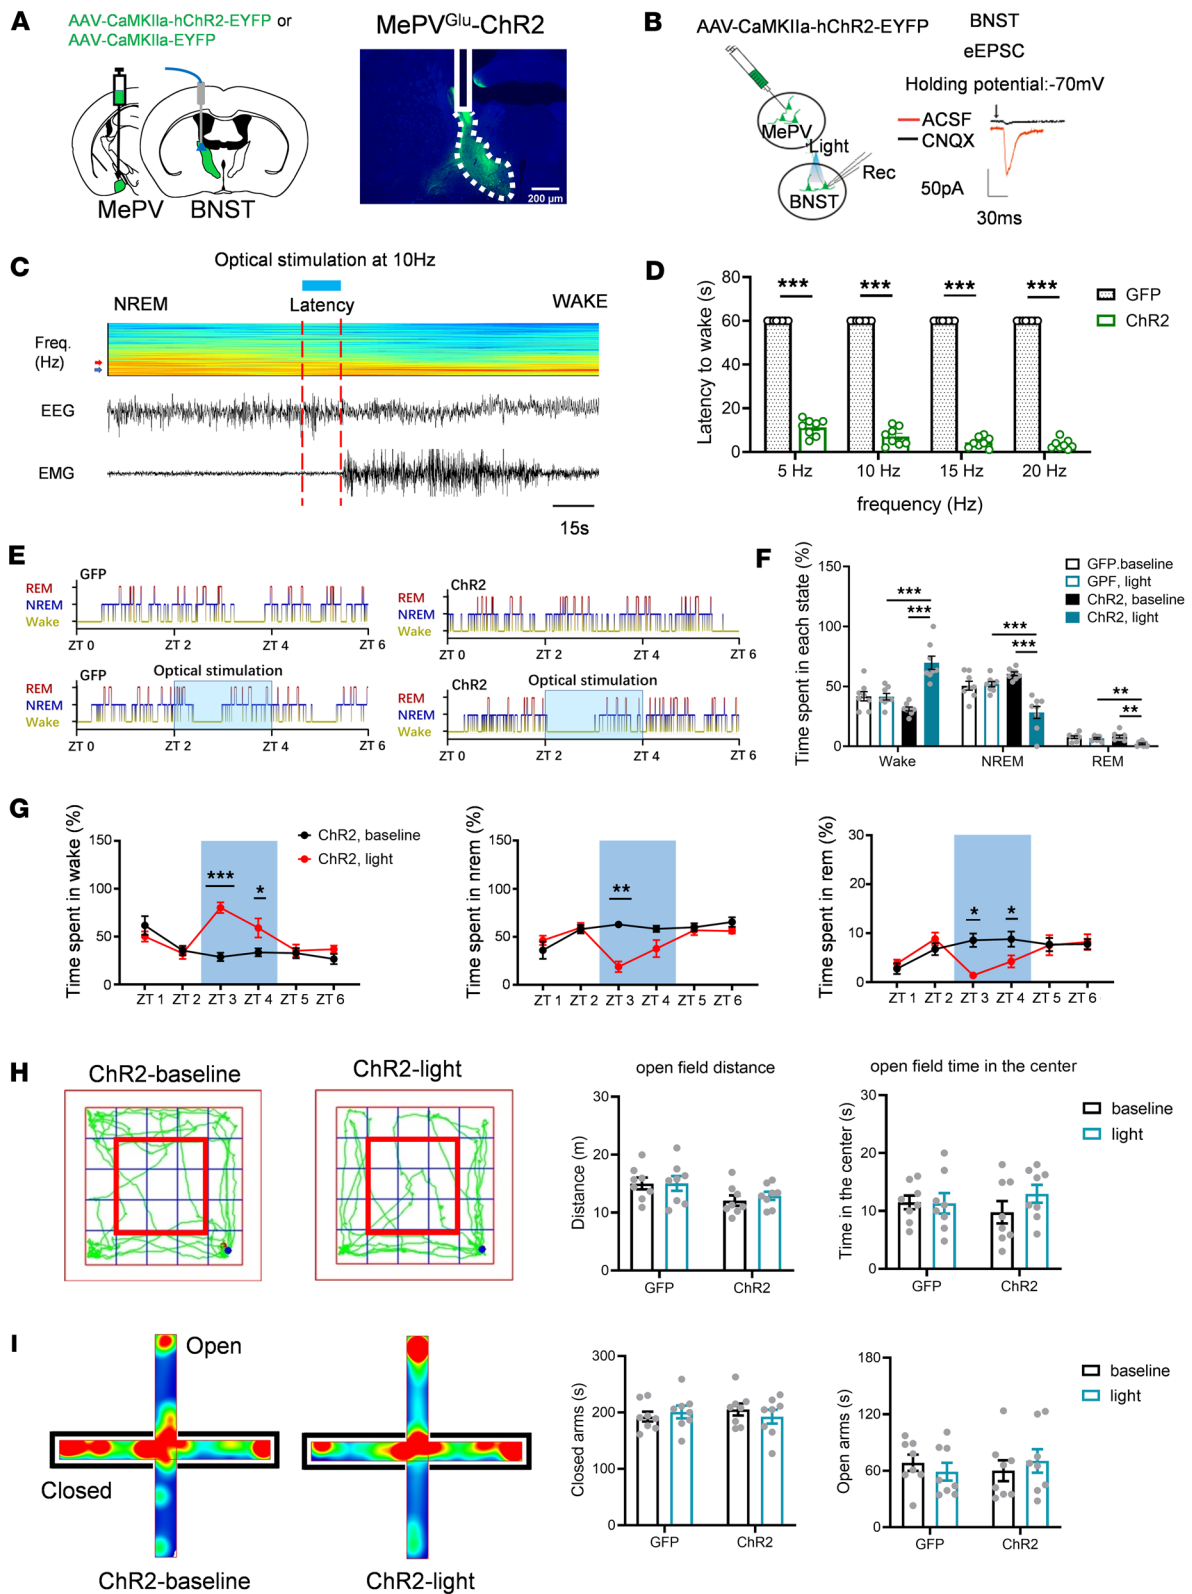 A
AAV-CaMKIIa-hChR2-EYFP or
AAV-CaMKIIa-EYFP
MePV
BNST
MePVGlu-ChR2
200 μm
B
AAV-CaMKIIa-hChR2-EYFP
MePV
Light
Rec
BNST
BNST
eEPSC
Holding potential:-70mV
ACSF
CNQX
50pA
30ms
C
Optical stimulation at 10Hz
NREM
Latency
WAKE
Freq.
(Hz)
EEG
EMG
15s
D
Latency to wake (s)
80
60
40
20
0
*** *** *** ***
5 Hz 10 Hz 15 Hz 20 Hz
frequency (Hz)
GFP
ChR2
E
GFP
REM
NREM
Wake
ZT 0 ZT 2 ZT 4 ZT 6
ChR2
REM
NREM
Wake
ZT 0 ZT 2 ZT 4 ZT 6
GFP
Optical stimulation
REM
NREM
Wake
ZT 0 ZT 2 ZT 4 ZT 6
ChR2
Optical stimulation
REM
NREM
Wake
ZT 0 ZT 2 ZT 4 ZT 6
F
Time spent in each state (%)
150
100
50
0
***
***
***
***
**
**
Wake NREM REM
GFP.baseline
GPF, light
ChR2, baseline
ChR2, light
G
Time spent in wake (%)
150
100
50
0
*** *
ZT 1 ZT 2 ZT 3 ZT 4 ZT 5 ZT 6
ChR2, baseline
ChR2, light
Time spent in nrem (%)
150
100
50
0
**
ZT 1 ZT 2 ZT 3 ZT 4 ZT 5 ZT 6
Time spent in rem (%)
30
20
10
0
* *
ZT 1 ZT 2 ZT 3 ZT 4 ZT 5 ZT 6
H
ChR2-baseline
ChR2-light
open field distance
Distance (m)
30
20
10
0
GFP ChR2
open field time in the center
Time in the center (s)
30
20
10
0
GFP ChR2
baseline
light
I
Open
Closed
ChR2-baseline
ChR2-light
Closed arms (s)
300
200
100
0
GFP ChR2
Open arms (s)
180
120
60
0
GFP ChR2
baseline
light